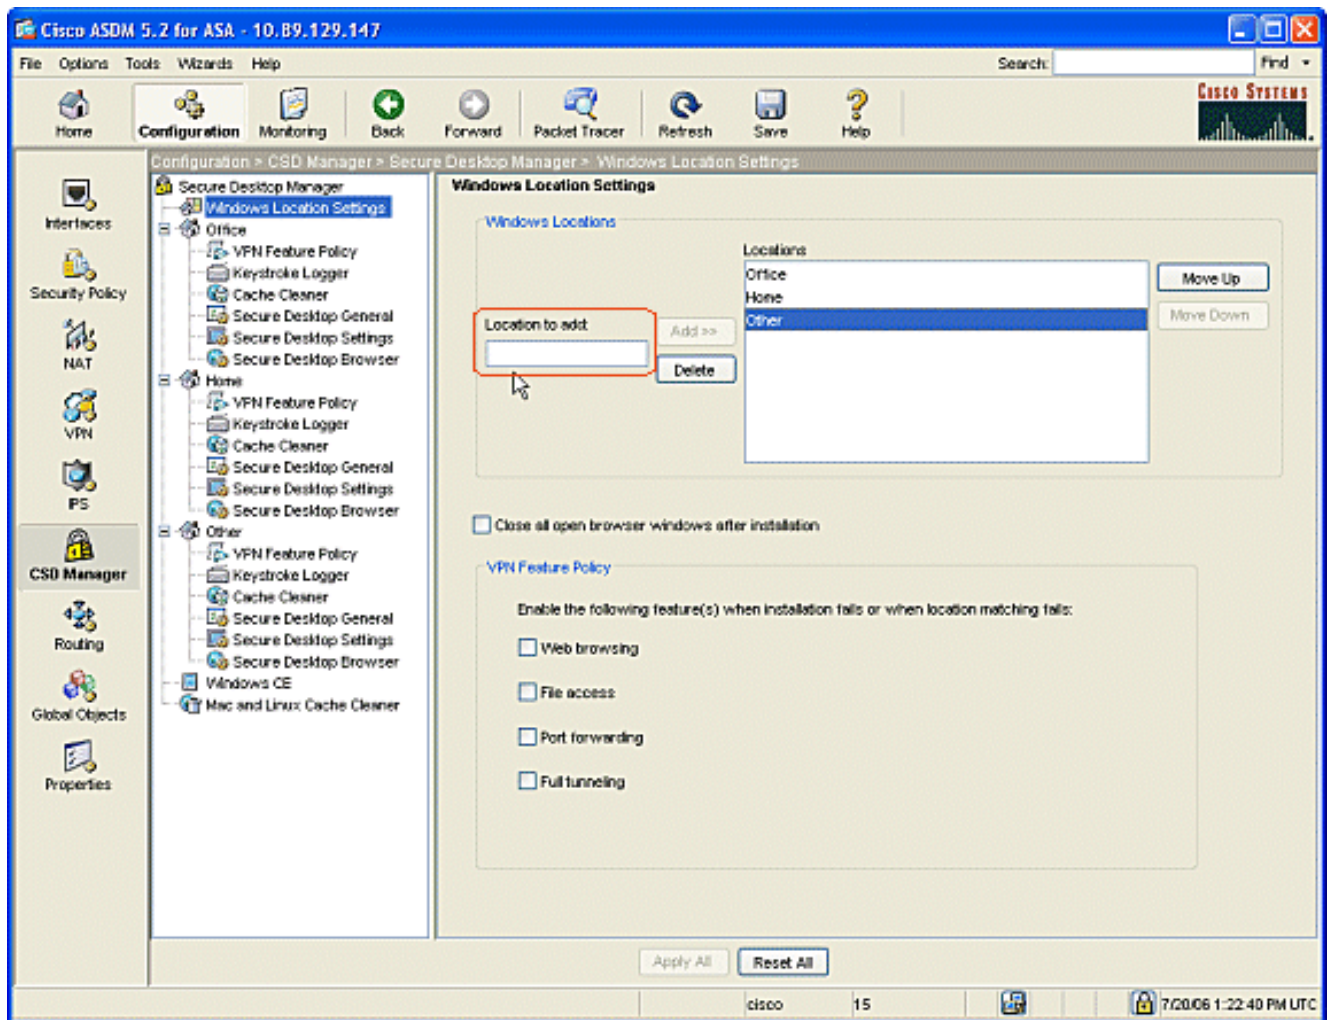 Cisco ASDM 5.2 for ASA - 10.89.129.147
File Options Tools Wizards Help Search: Find
Home Configuration Monitoring Back Forward Packet Tracer Refresh Save Help
CISCO SYSTEMS
Configuration > CSD Manager > Secure Desktop Manager > Windows Location Settings
Interfaces
Security Policy
NAT
VPN
IPS
CSD Manager
Routing
Global Objects
Properties
Secure Desktop Manager
Windows Location Settings
Office
VPN Feature Policy
Keystroke Logger
Cache Cleaner
Secure Desktop General
Secure Desktop Settings
Secure Desktop Browser
Home
VPN Feature Policy
Keystroke Logger
Cache Cleaner
Secure Desktop General
Secure Desktop Settings
Secure Desktop Browser
Other
VPN Feature Policy
Keystroke Logger
Cache Cleaner
Secure Desktop General
Secure Desktop Settings
Secure Desktop Browser
Windows CE
Mac and Linux Cache Cleaner
Windows Location Settings
Windows Locations
Locations
Office
Home
Other
Move Up
Move Down
Location to add:
Add >>
Delete
Close all open browser windows after installation
VPN Feature Policy
Enable the following feature(s) when installation fails or when location matching fails:
Web browsing
File access
Port forwarding
Full tunneling
Apply All Reset All
cisco 15 7/20/06 1:22:40 PM UTC